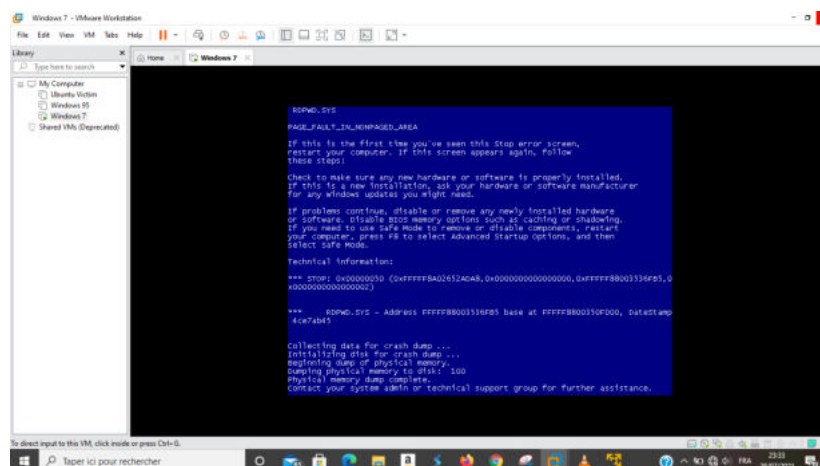 Windows 7 - VMware Workstation
File Edit View VM Tabs Help
Library
Home
Windows 7
Type here to search
My Computer
Ubuntu Victim
Windows 95
Windows 7
Shared VMs (Deprecated)
RDPWD.SYS
PAGE_FAULT_IN_NONPAGED_AREA
If this is the first time you've seen this Stop error screen,
restart your computer. If this screen appears again, follow
these steps:
Check to make sure any new hardware or software is properly installed.
If this is a new installation, ask your hardware or software manufacturer
for any Windows updates you might need.
If problems continue, disable or remove any newly installed hardware
or software. Disable BIOS memory options such as caching or shadowing.
If you need to use Safe Mode to remove or disable components, restart
your computer, press F8 to select Advanced Startup Options, and then
select Safe Mode.
Technical information:
*** STOP: 0x00000050 (0xFFFFF8A02652ADA8,0x0000000000000000,0xFFFFF88003536FB5,0
x0000000000000002)
*** RDPWD.SYS - Address FFFFF88003536FB5 base at FFFFF8800350F000, DateStamp
4ce7ab45
Collecting data for crash dump ...
Initializing disk for crash dump ...
Beginning dump of physical memory.
Dumping physical memory to disk: 100
Physical memory dump complete.
Contact your system admin or technical support group for further assistance.
To direct input to this VM, click inside or press Ctrl+G.
Taper ici pour rechercher
FRA
23:33